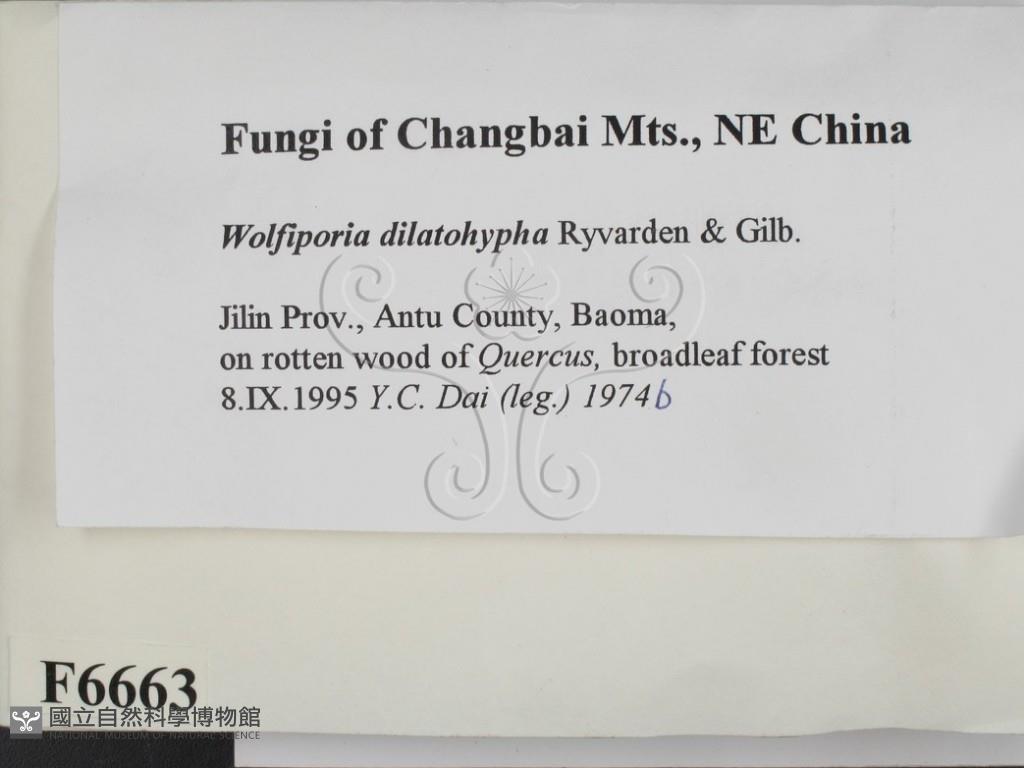 Fungi of Changbai Mts., NE China
Wolfiporia dilatohypha Ryvarden & Gilb.
Jilin Prov., Antu County, Baoma,
on rotten wood of Quercus, broadleaf forest
8.IX.1995 Y.C. Dai (leg.) 1974b
F6663
國立自然科學博物館
NATIONAL MUSEUM OF NATURAL SCIENCE